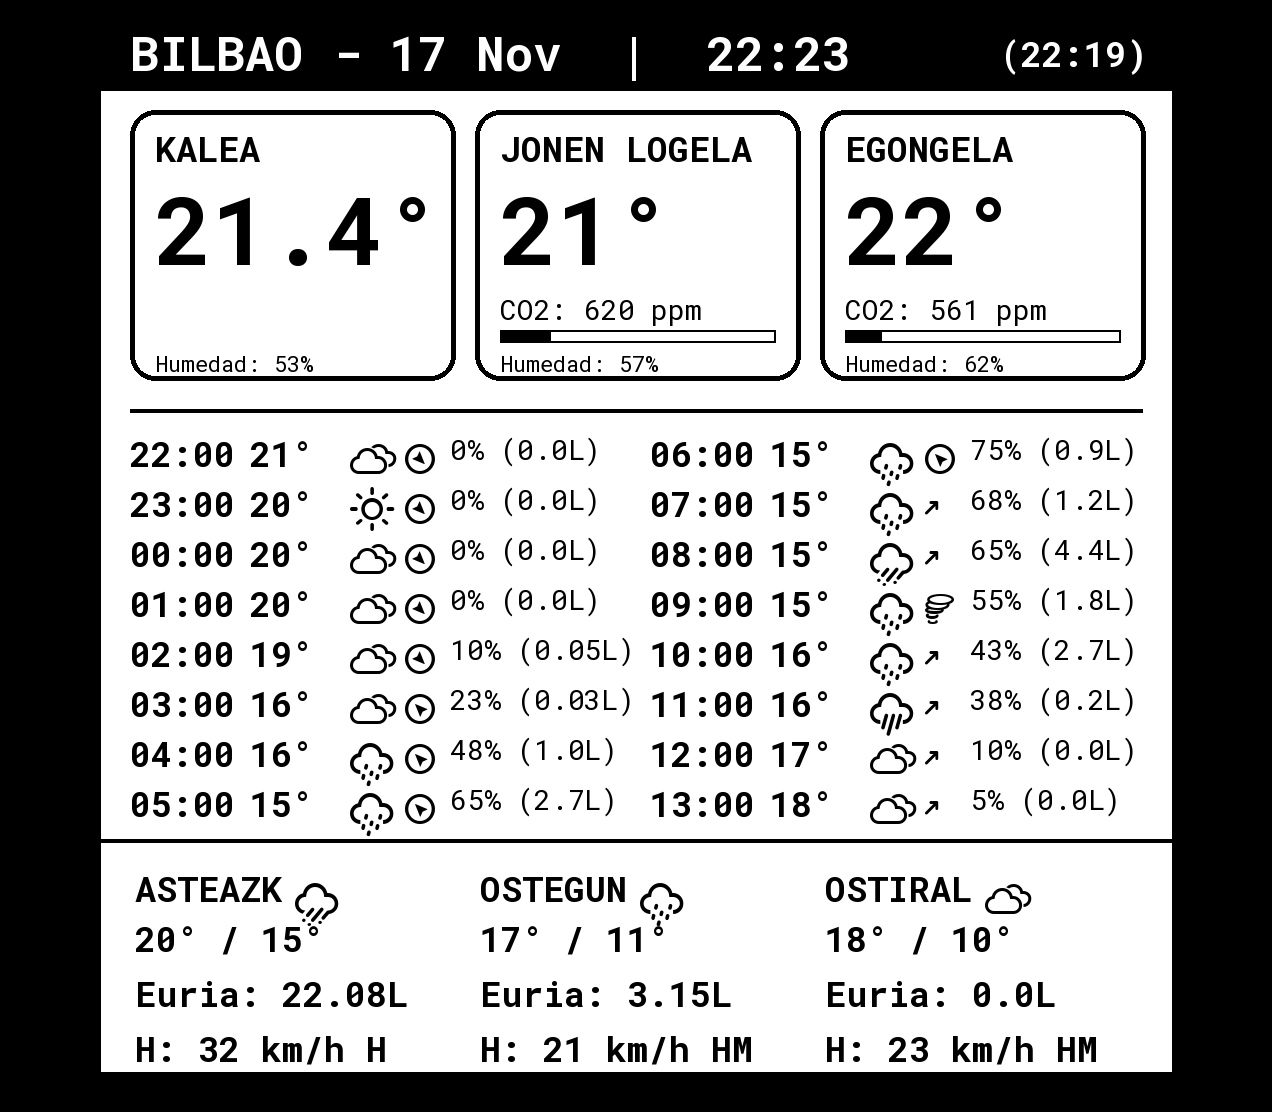 BILBAO - 17 Nov | 22:23 (22:19)
KALEA
21.4°
Humedad: 53%
JONEN LOGELA
21°
CO2: 620 ppm
Humedad: 57%
EGONGELA
22°
CO2: 561 ppm
Humedad: 62%
22:00 21° 0% (0.0L)
23:00 20° 0% (0.0L)
00:00 20° 0% (0.0L)
01:00 20° 0% (0.0L)
02:00 19° 10% (0.05L)
03:00 16° 23% (0.03L)
04:00 16° 48% (1.0L)
05:00 15° 65% (2.7L)
06:00 15° 75% (0.9L)
07:00 15° 68% (1.2L)
08:00 15° 65% (4.4L)
09:00 15° 55% (1.8L)
10:00 16° 43% (2.7L)
11:00 16° 38% (0.2L)
12:00 17° 10% (0.0L)
13:00 18° 5% (0.0L)
ASTEAZK
20° / 15°
Euria: 22.08L
H: 32 km/h H
OSTEGUN
17° / 11°
Euria: 3.15L
H: 21 km/h HM
OSTIRAL
18° / 10°
Euria: 0.0L
H: 23 km/h HM